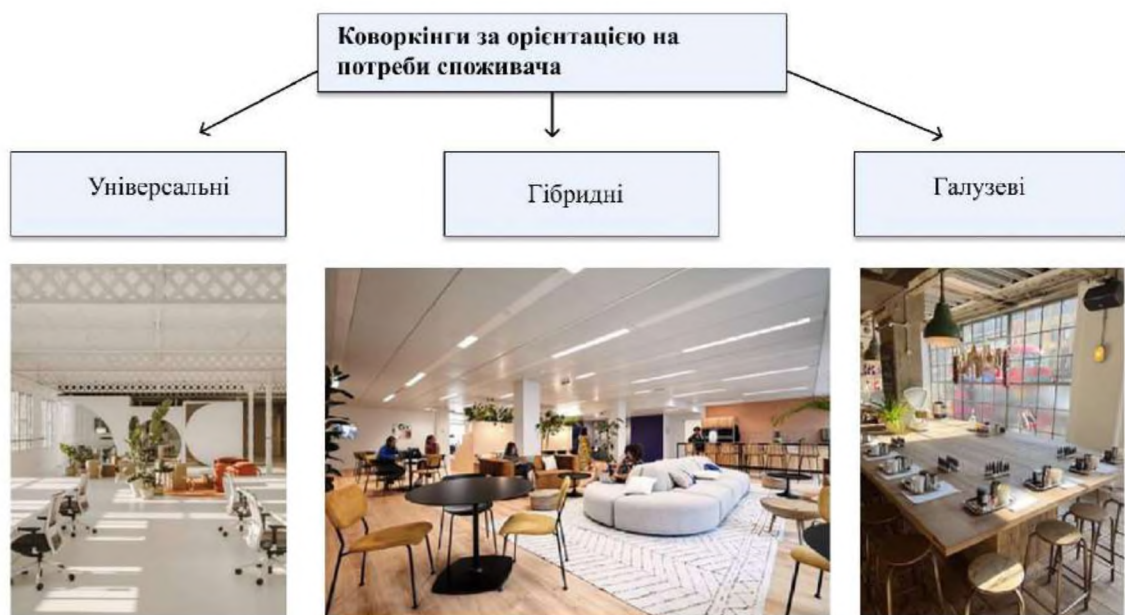 Коворкінги за орієнтацією на
потреби споживача
Універсальні
Гібридні
Галузеві